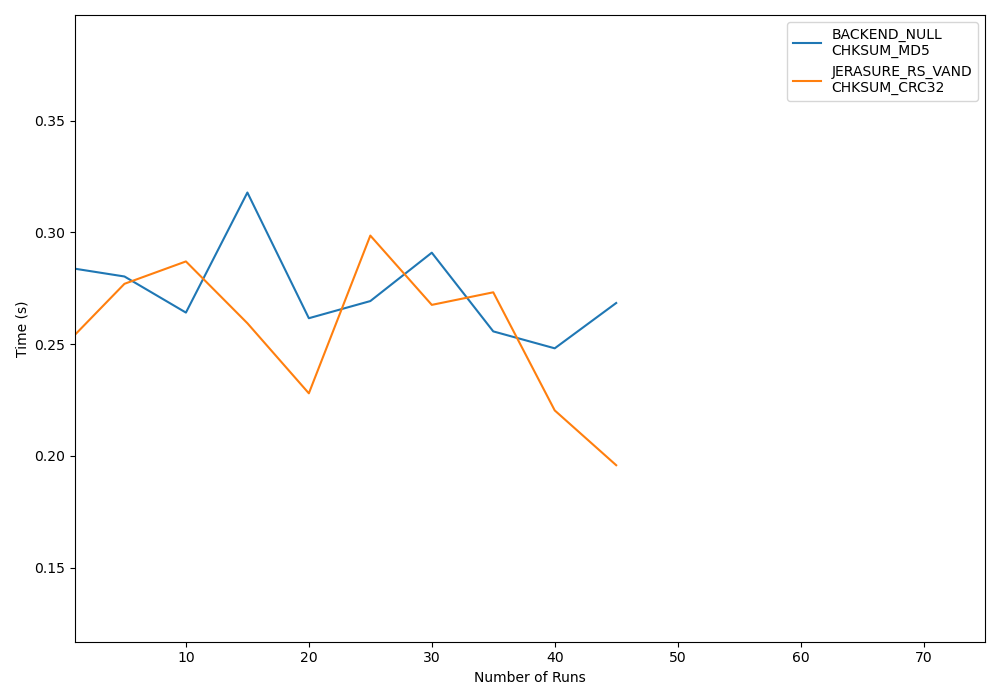 BACKEND_NULL
CHKSUM_MD5
JERASURE_RS_VAND
CHKSUM_CRC32
0.35
0.30
0.25
0.20
0.15
Time (s)
10 20 30 40 50 60 70
Number of Runs